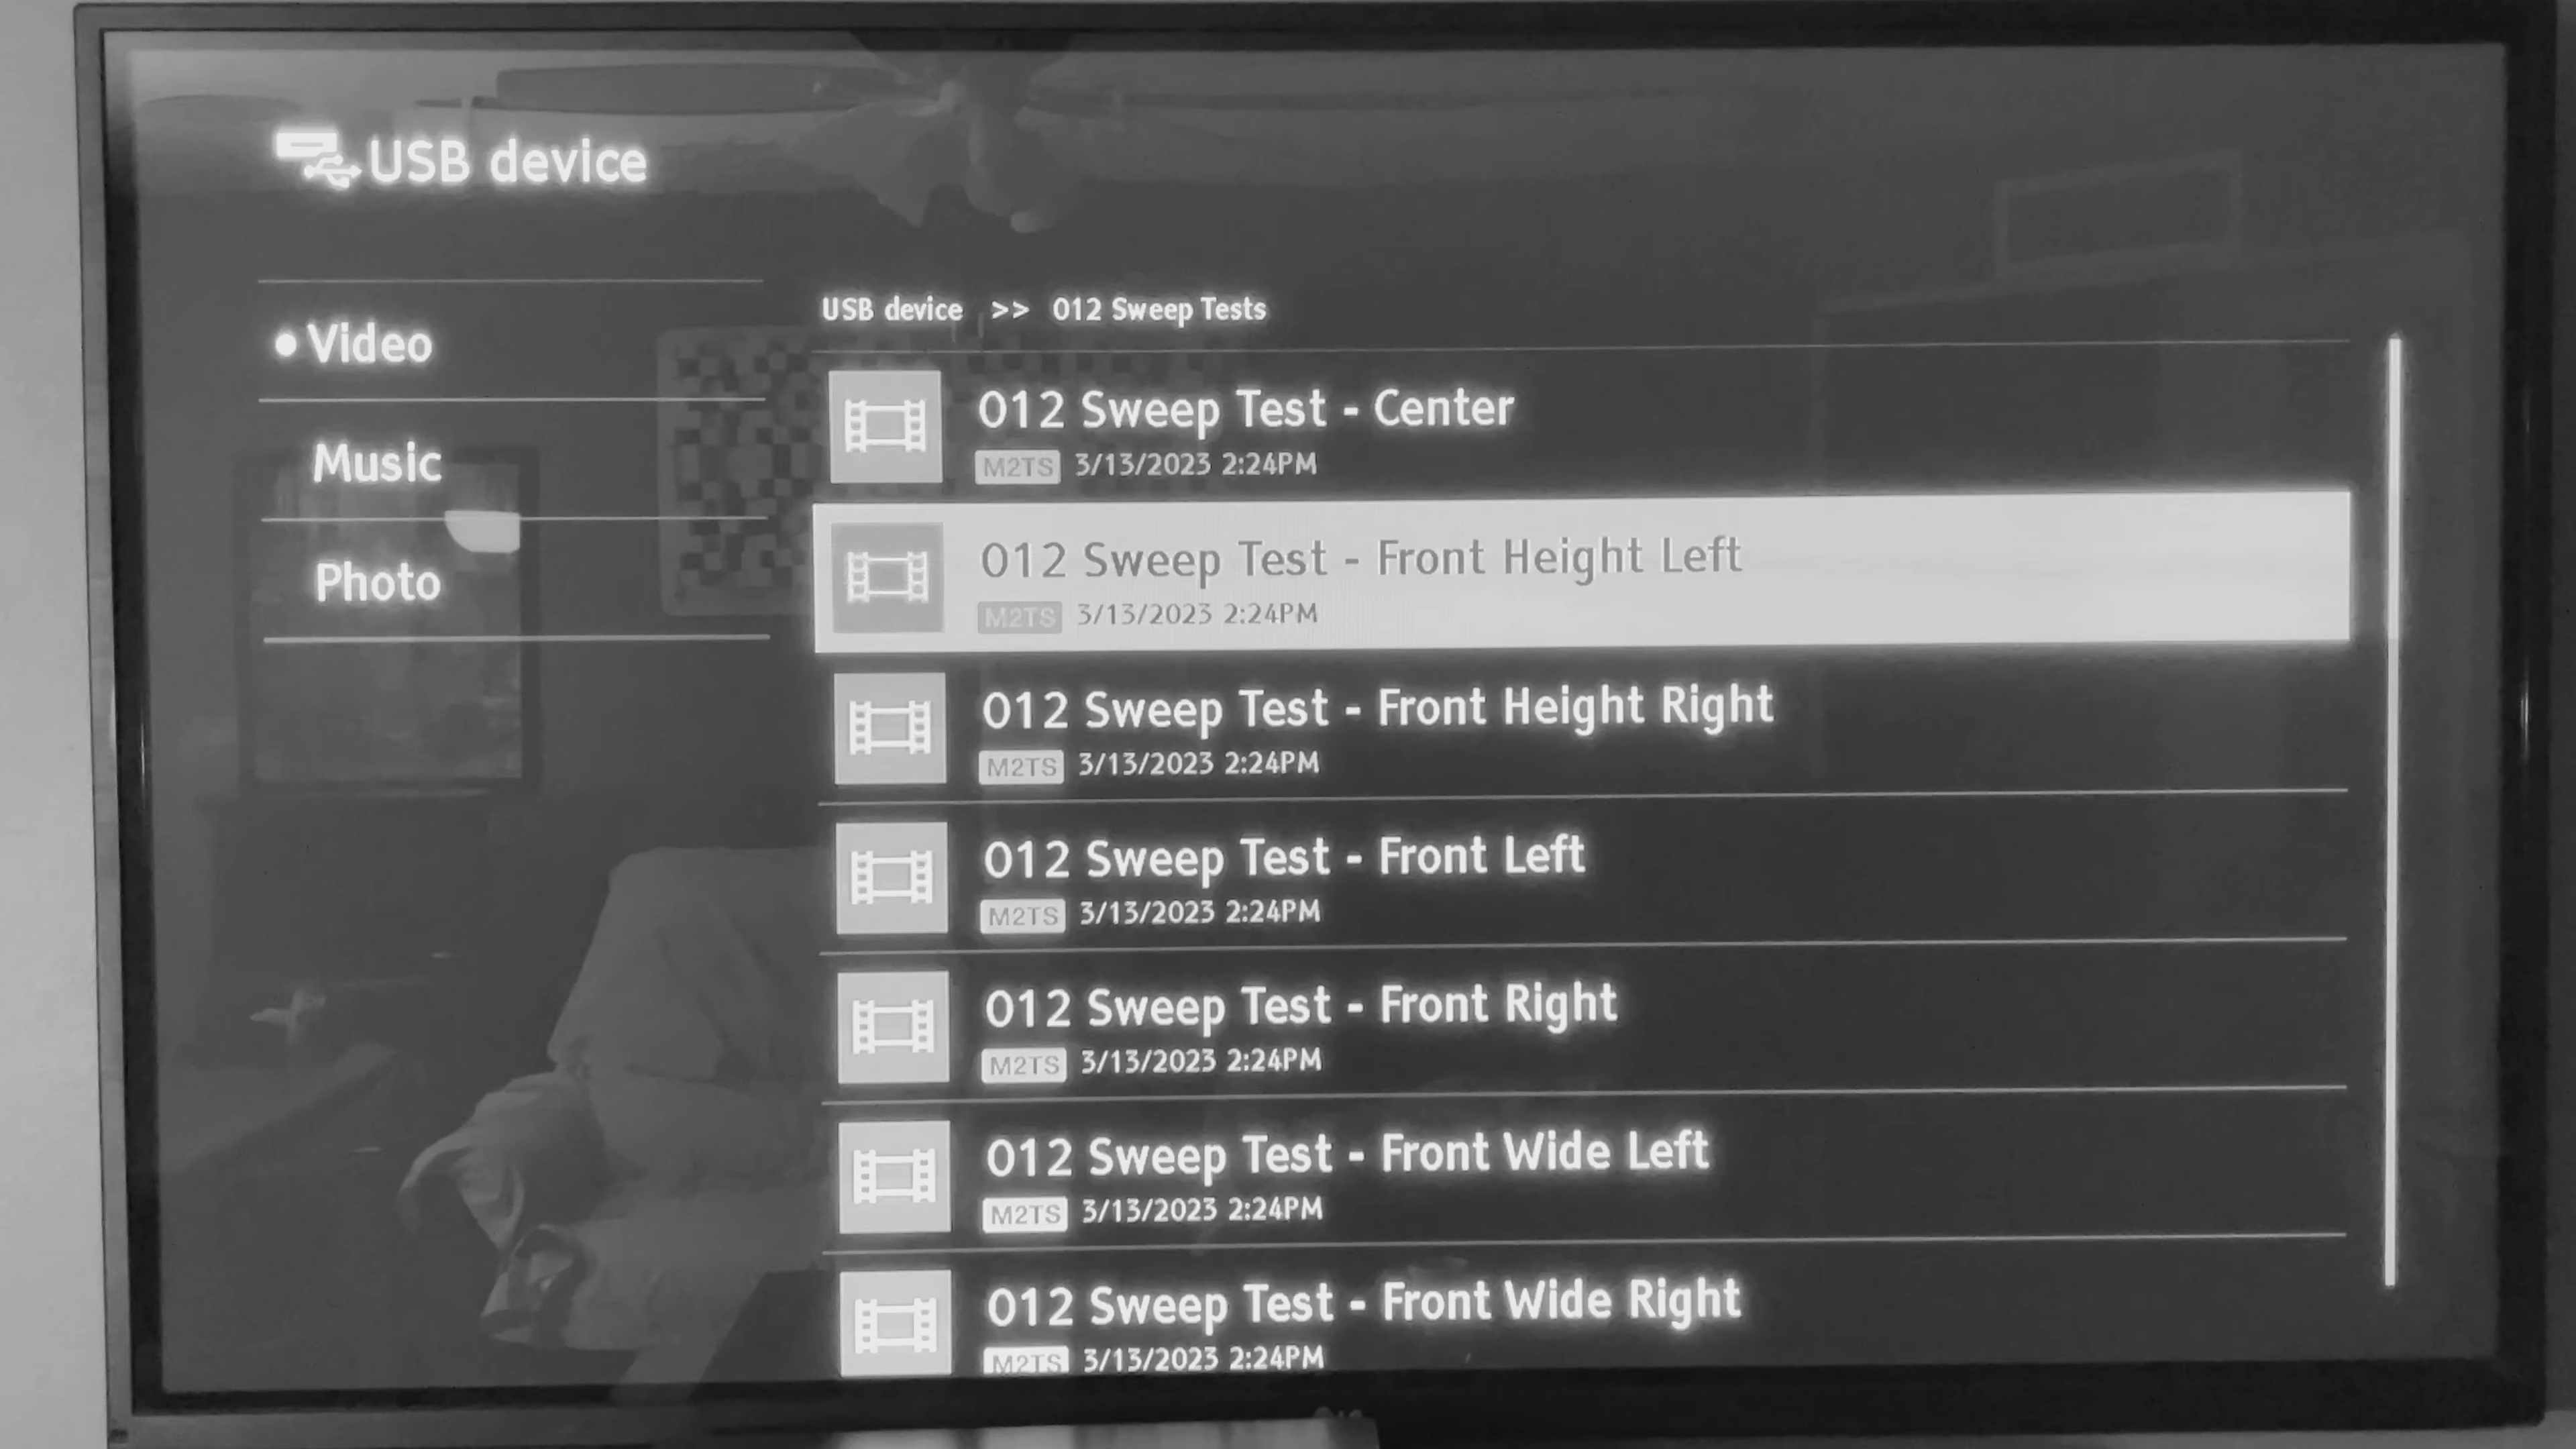 USB device
Video
Music
Photo
USB device >> 012 Sweep Tests
012 Sweep Test - Center
M2TS 3/13/2023 2:24PM
012 Sweep Test - Front Height Left
M2TS 3/13/2023 2:24PM
012 Sweep Test - Front Height Right
M2TS 3/13/2023 2:24PM
012 Sweep Test - Front Left
M2TS 3/13/2023 2:24PM
012 Sweep Test - Front Right
M2TS 3/13/2023 2:24PM
012 Sweep Test - Front Wide Left
M2TS 3/13/2023 2:24PM
012 Sweep Test - Front Wide Right
M2TS 3/13/2023 2:24PM